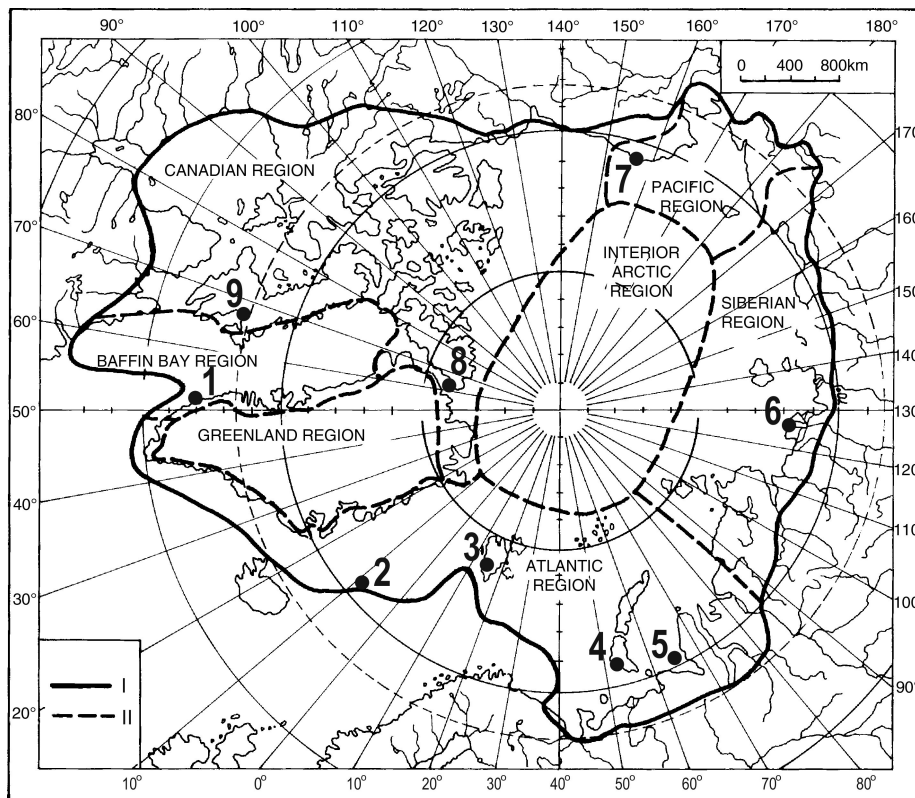 90° 100° 110° 120° 130° 140° 150° 160° 170° 180°
0 400 800km
80°
170°
CANADIAN REGION
7
PACIFIC
REGION
160°
70°
INTERIOR
ARCTIC
REGION
9
SIBERIAN
REGION
150°
60°
BAFFIN BAY REGION
8
140°
1
50°
130°
6
GREENLAND REGION
120°
40°
110°
3
ATLANTIC
REGION
2
30°
100°
4 5
I
90°
II
20°
10° 0° 10° 20° 30° 40° 50° 60° 70° 80°